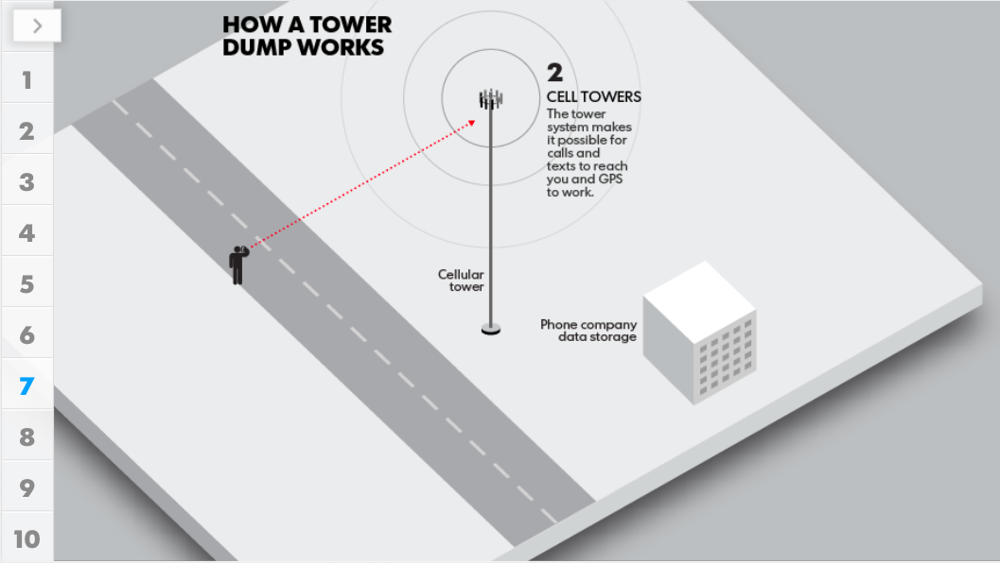 HOW A TOWER
DUMP WORKS
1
2
3
4
5
6
7
8
9
10
2
CELL TOWERS
The tower
system makes
it possible for
calls and
texts to reach
you and GPS
to work.
Cellular
tower
Phone company
data storage